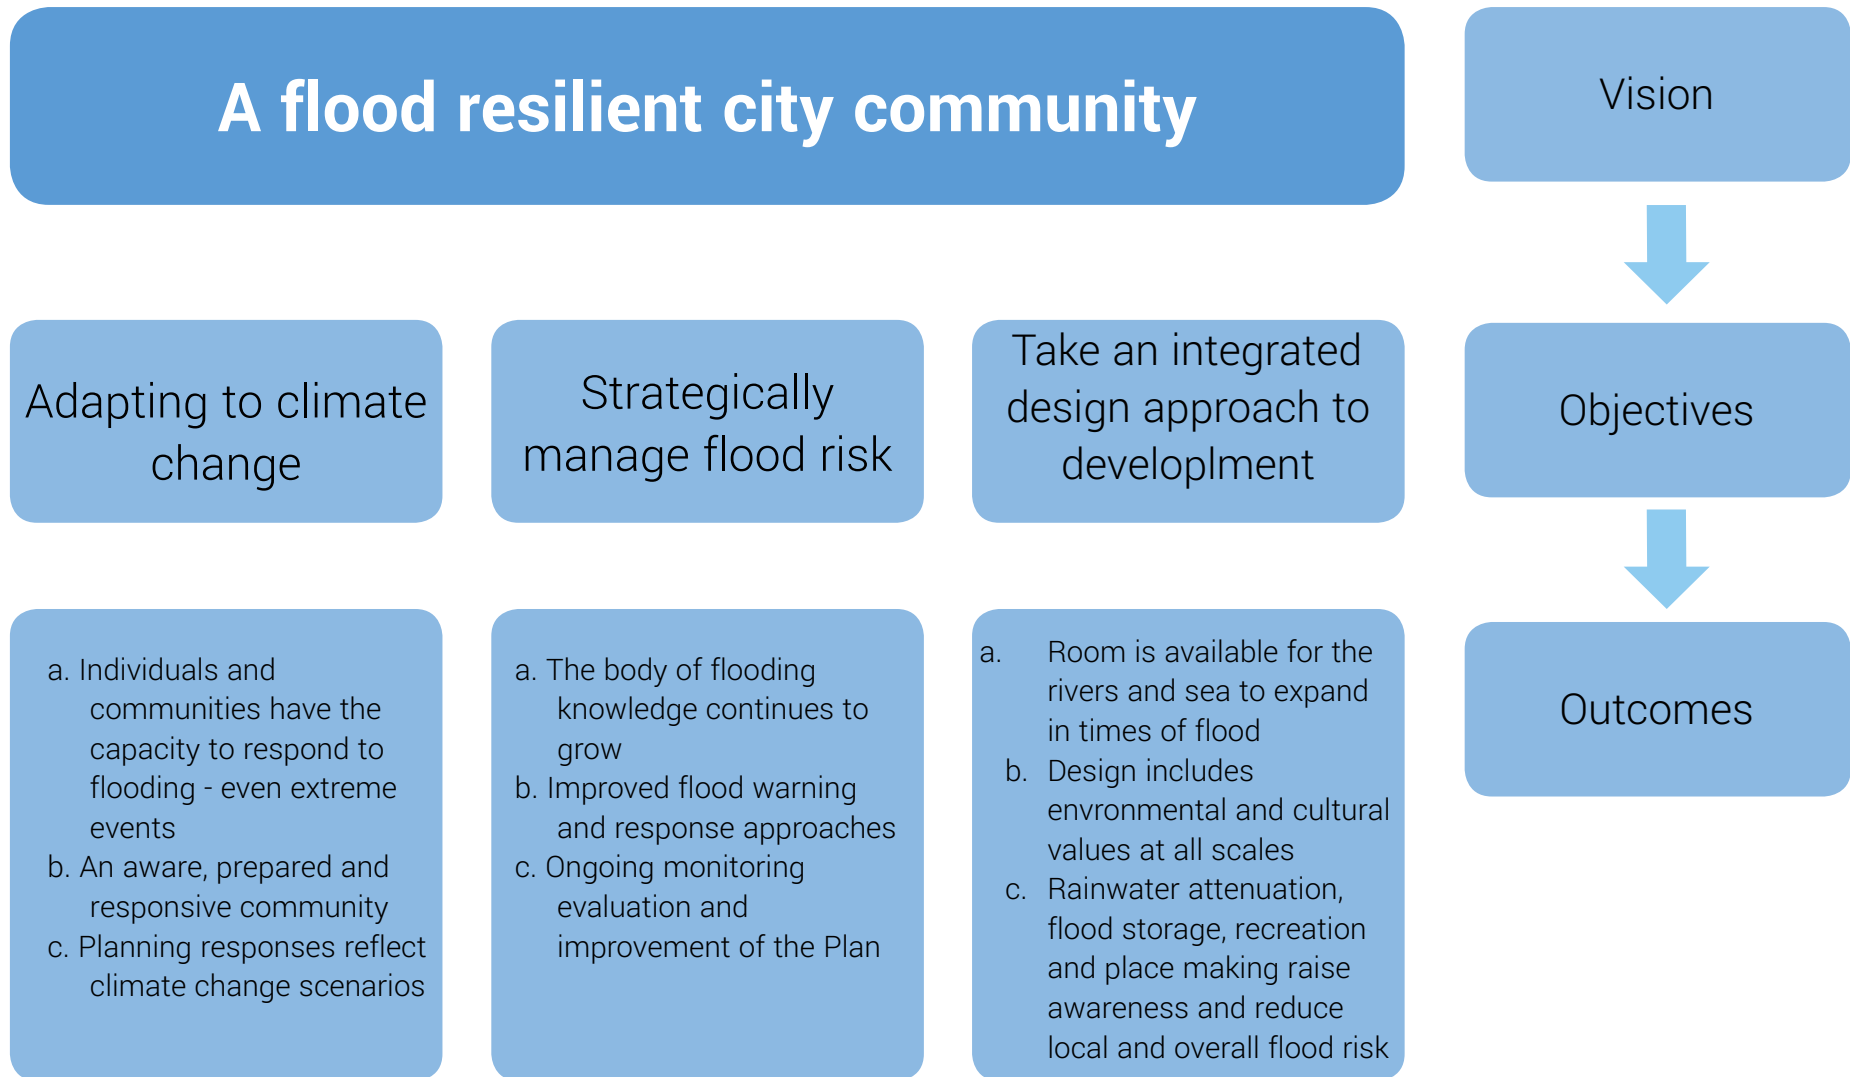 A flood resilient city community
Vision
Adapting to climate
change
Strategically
manage flood risk
Take an integrated
design approach to
developlment
Objectives
a. Individuals and
communities have the
capacity to respond to
flooding - even extreme
events
b. An aware, prepared and
responsive community
c. Planning responses reflect
climate change scenarios
a. The body of flooding
knowledge continues to
grow
b. Improved flood warning
and response approaches
c. Ongoing monitoring
evaluation and
improvement of the Plan
a. Room is available for the
rivers and sea to expand
in times of flood
b. Design includes
envronmental and cultural
values at all scales
c. Rainwater attenuation,
flood storage, recreation
and place making raise
awareness and reduce
local and overall flood risk
Outcomes